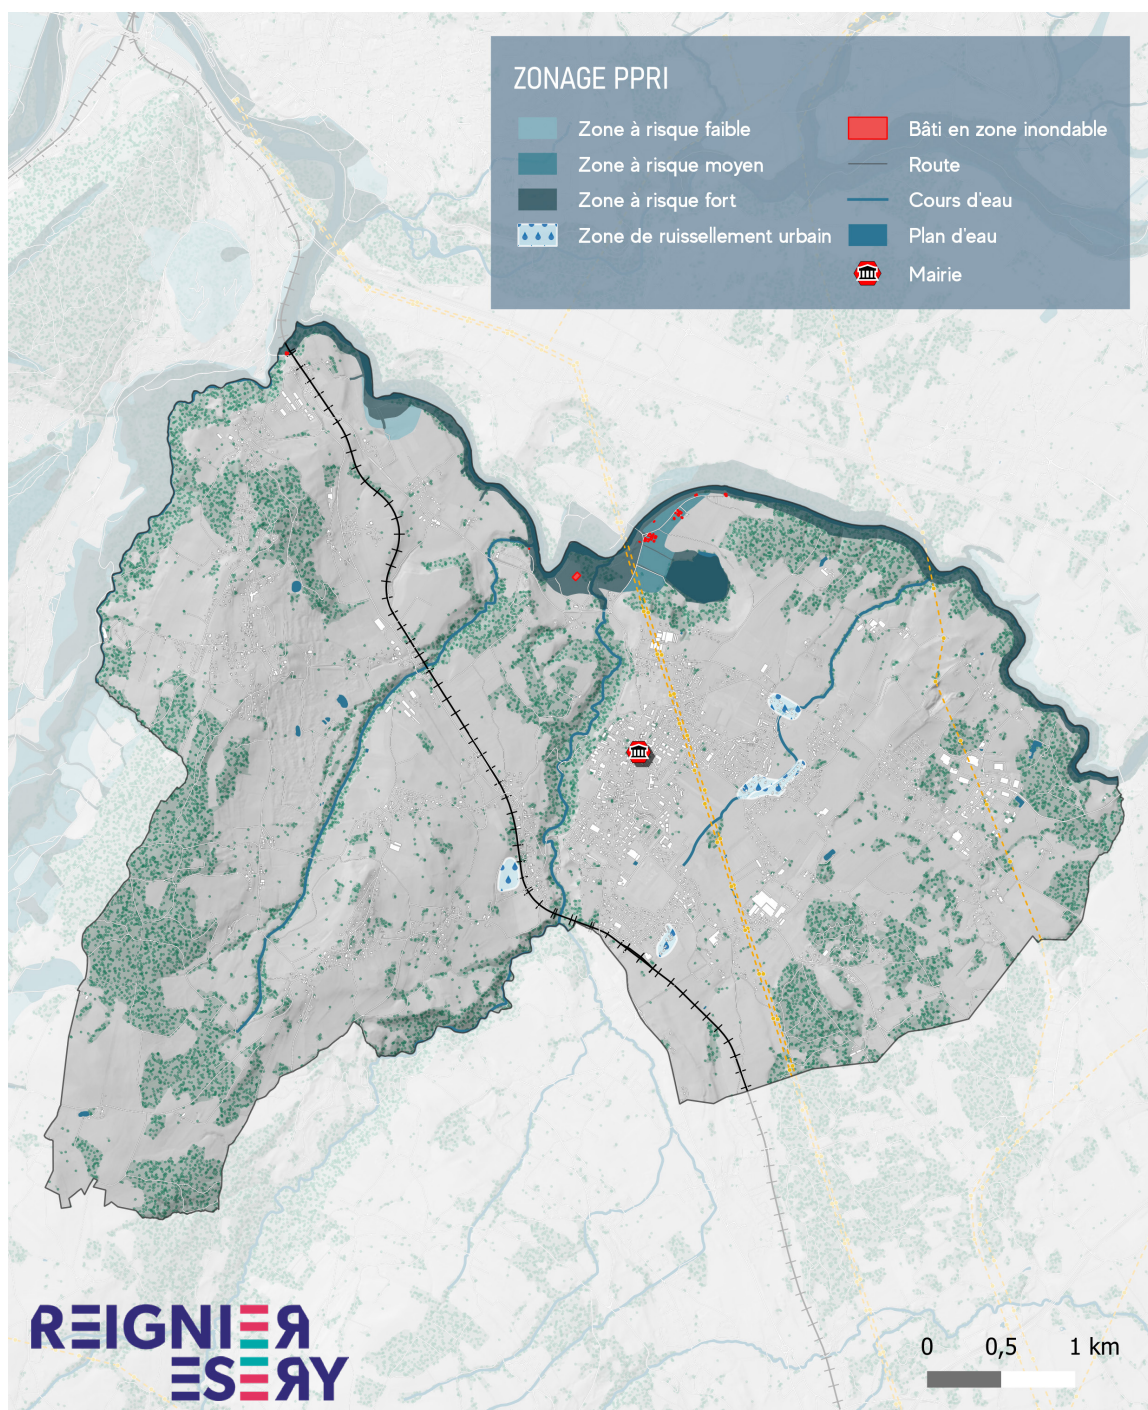 ZONAGE PPRI
Zone à risque faible
Zone à risque moyen
Zone à risque fort
Zone de ruissellement urbain
Bâti en zone inondable
Route
Cours d'eau
Plan d'eau
Mairie
REIGNIER
ESERY
0 0,5 1 km